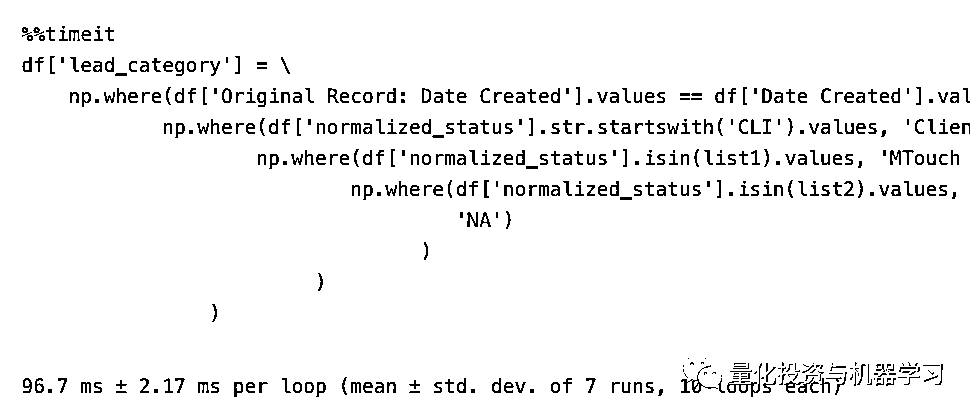 %%timeit
df['lead_category'] = \
np.where(df['Original Record: Date Created'].values == df['Date Created'].val
np.where(df['normalized_status'].str.startswith('CLI').values, 'Clien
np.where(df['normalized_status'].isin(list1).values, 'MTouch
np.where(df['normalized_status'].isin(list2).values,
'NA')
)
)
)
96.7 ms ± 2.17 ms per loop (mean ± std. dev. of 7 runs, 10 loops each)
量化投资与机器学习